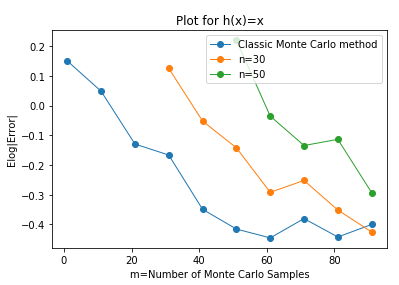 Plot for h(x)=x
Elog|Error|
0.2
0.1
0.0
−0.1
−0.2
−0.3
−0.4
Classic Monte Carlo method
n=30
n=50
0
20
40
60
80
m=Number of Monte Carlo Samples